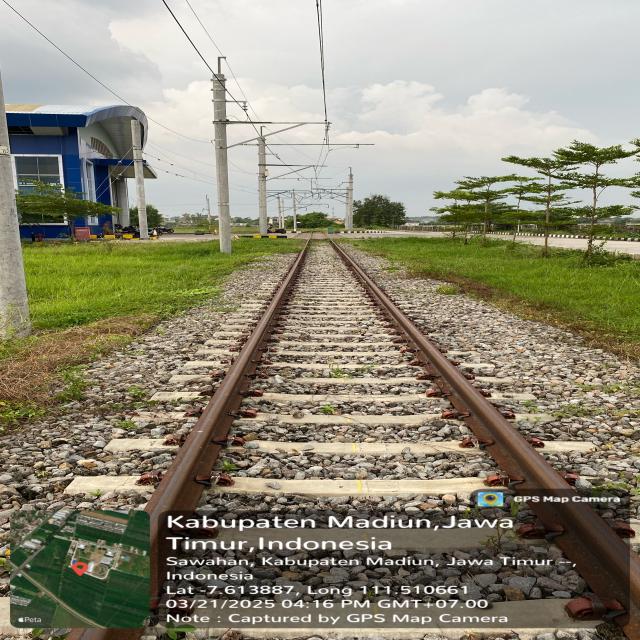 GPS Map Camera
Kabupaten Madiun,Jawa
Timur,Indonesia
Sawahan, Kabupaten Madiun, Jawa Timur --,
Indonesia
Lat -7.613887, Long 111.510661
03/21/2025 04:16 PM GMT+07.00
Note : Captured by GPS Map Camera
Peta